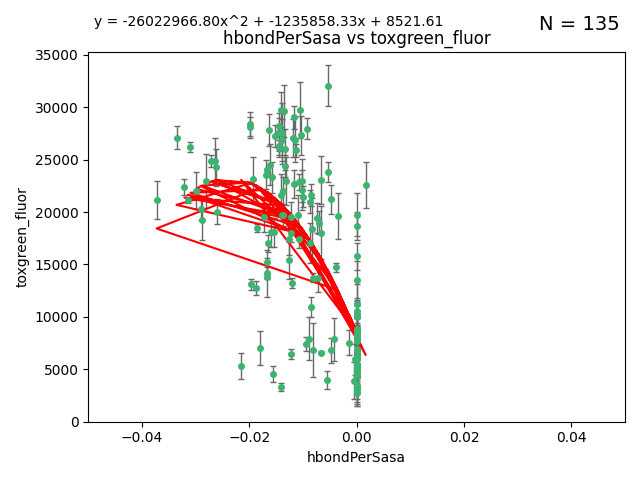 y = -26022966.80x^2 + -1235858.33x + 8521.61
N = 135
hbondPerSasa vs toxgreen_fluor
toxgreen_fluor
35000
30000
25000
20000
15000
10000
5000
0
−0.04
−0.02
0.00
0.02
0.04
hbondPerSasa